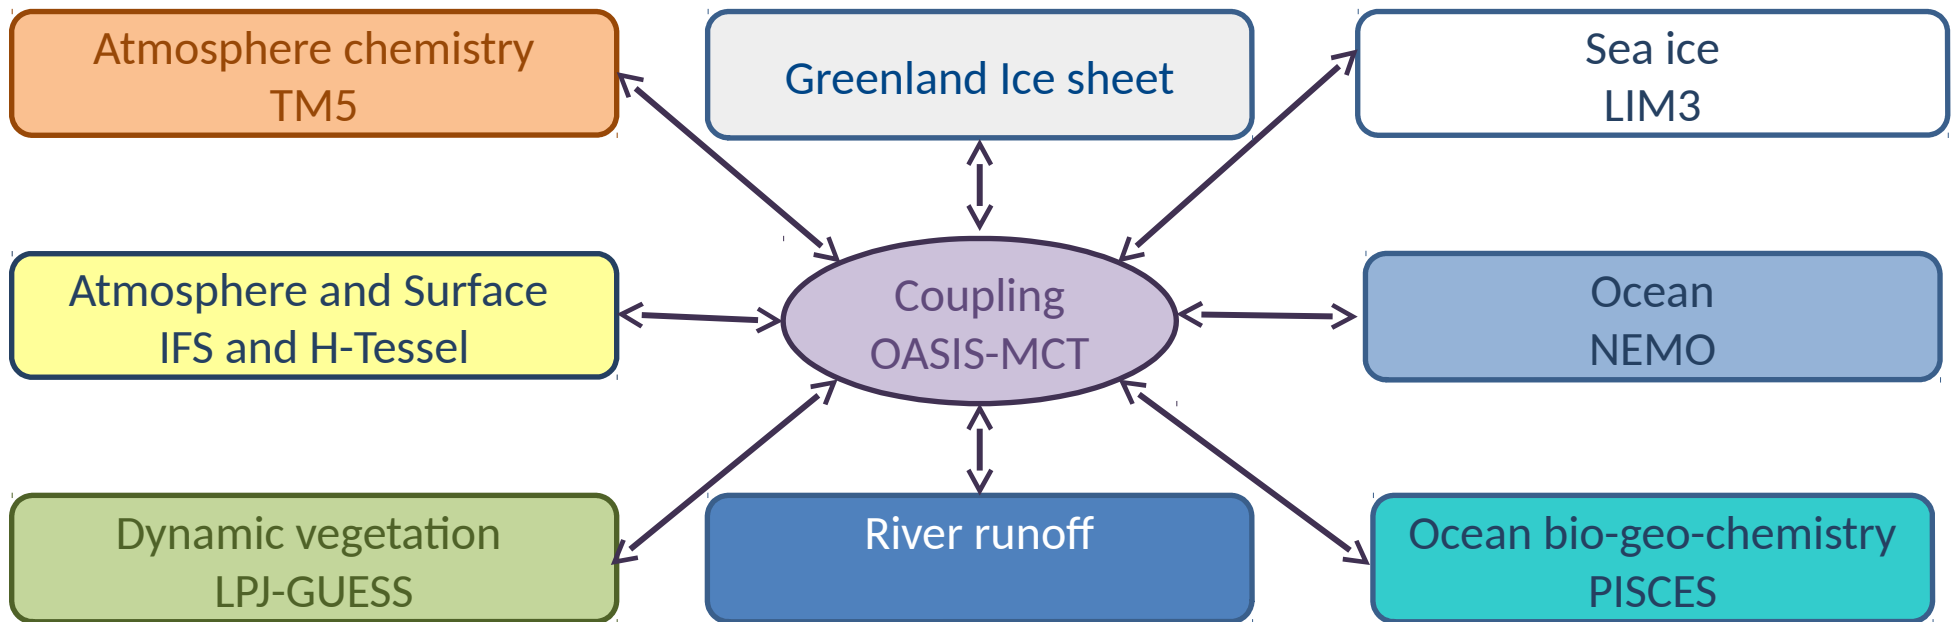 Atmosphere chemistry
TM5
Greenland Ice sheet
Sea ice
LIM3
Atmosphere and Surface
IFS and H-Tessel
Coupling
OASIS-MCT
Ocean
NEMO
Dynamic vegetation
LPJ-GUESS
River runoff
Ocean bio-geo-chemistry
PISCES